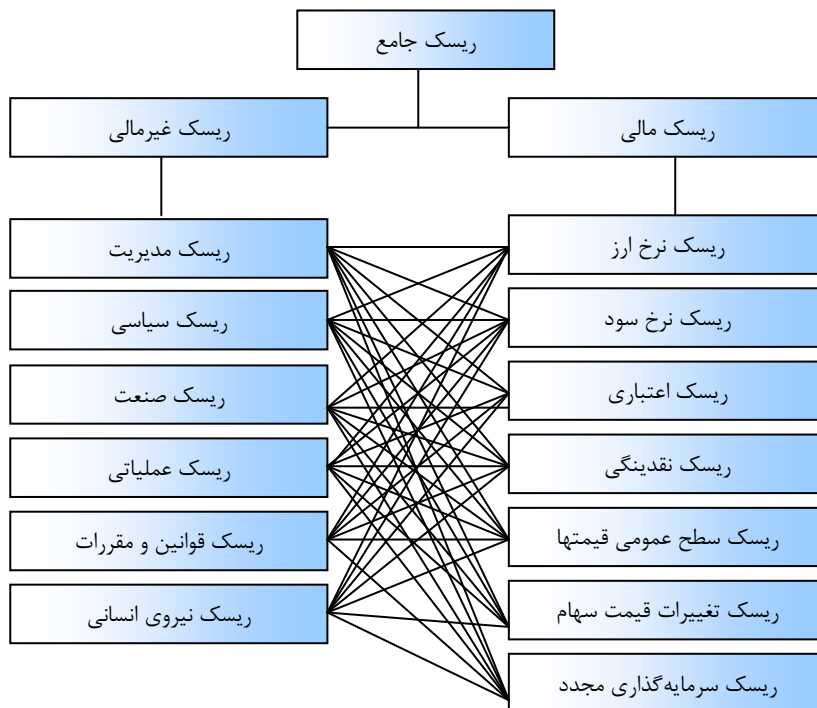 ریسک جامع
ریسک مالی
ریسک غیرمالی
ریسک نرخ ارز
ریسک مدیریت
ریسک نرخ سود
ریسک سیاسی
ریسک اعتباری
ریسک صنعت
ریسک نقدینگی
ریسک عملیاتی
ریسک سطح عمومی قیمتها
ریسک قوانین و مقررات
ریسک تغییرات قیمت سهام
ریسک نیروی انسانی
ریسک سرمایه‌گذاری مجدد